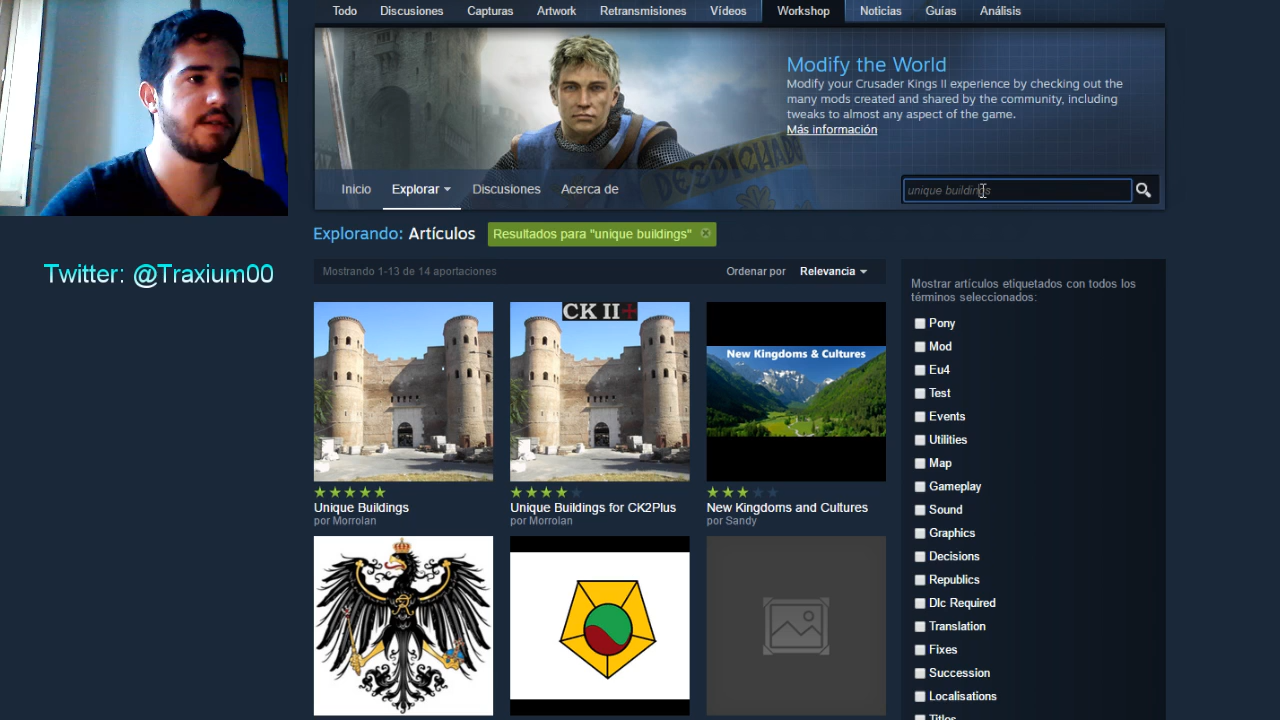 Todo Discusiones Capturas Artwork Retransmisiones Vídeos Workshop Noticias Guías Análisis
Modify the World
Modify your Crusader Kings II experience by checking out the
many mods created and shared by the community, including
tweaks to almost any aspect of the game.
Más información
DESDICHADO
Inicio Explorar Discusiones Acerca de
unique buildings
Explorando: Artículos Resultados para "unique buildings"
Twitter: @Traxium00
Mostrando 1-13 de 14 aportaciones Ordenar por Relevancia
CK II
New Kingdoms & Cultures
Unique Buildings
por Morrolan
Unique Buildings for CK2Plus
por Morrolan
New Kingdoms and Cultures
por Sandy
Mostrar artículos etiquetados con todos los
términos seleccionados:
Pony
Mod
Eu4
Test
Events
Utilities
Map
Gameplay
Sound
Graphics
Decisions
Republics
Dlc Required
Translation
Fixes
Succession
Localisations
Titles